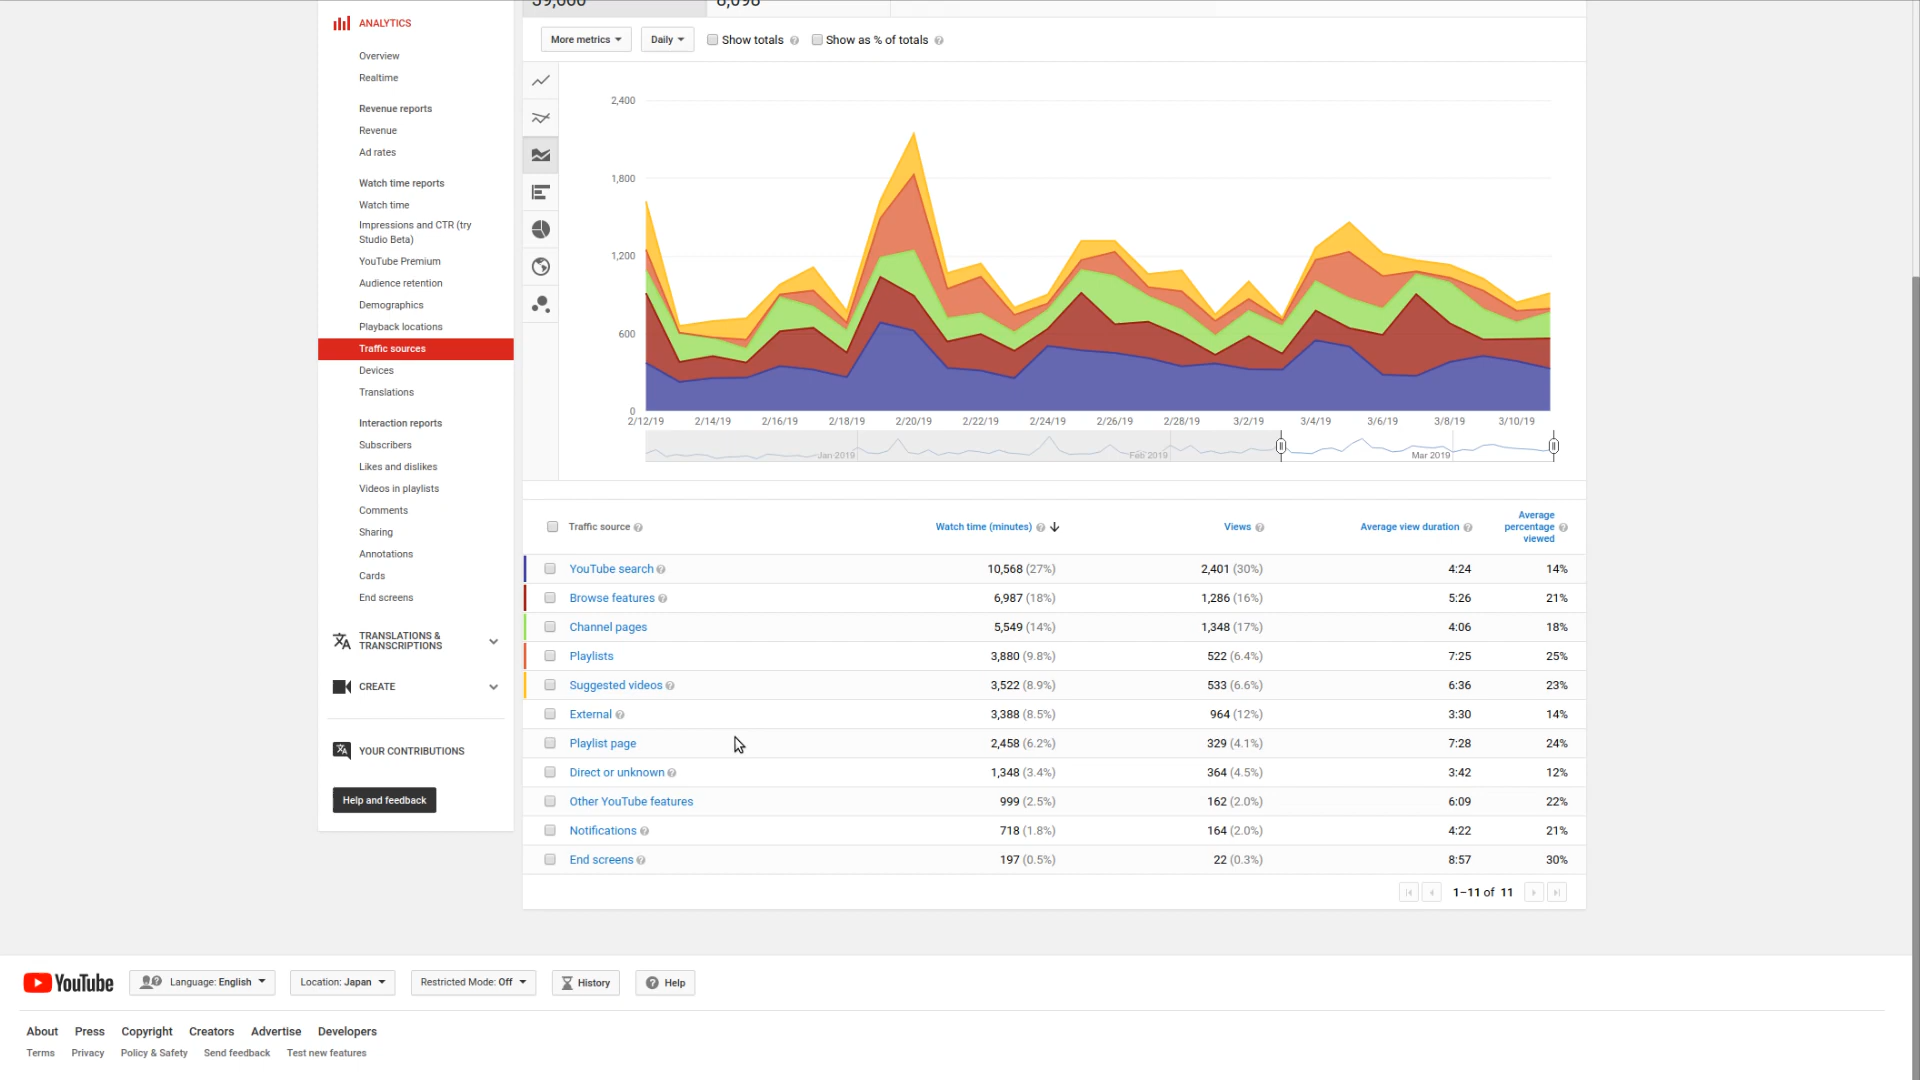 ANALYTICS
Overview
Realtime
Revenue reports
Revenue
Ad rates
Watch time reports
Watch time
Impressions and CTR (try
Studio Beta)
YouTube Premium
Audience retention
Demographics
Playback locations
Traffic sources
Devices
Translations
Interaction reports
Subscribers
Likes and dislikes
Videos in playlists
Comments
Sharing
Annotations
Cards
End screens
TRANSLATIONS &
TRANSCRIPTIONS
CREATE
YOUR CONTRIBUTIONS
Help and feedback
8,098
More metrics Daily Show totals Show as % of totals
2,400
1,800
1,200
600
0
2/12/19 2/14/19 2/16/19 2/18/19 2/20/19 2/22/19 2/24/19 2/26/19 2/28/19 3/2/19 3/4/19 3/6/19 3/8/19 3/10/19
Jan 2019 Feb 2019 Mar 2019
Traffic source Watch time (minutes) Views Average view duration Average
percentage
viewed
YouTube search 10,568 (27%) 2,401 (30%) 4:24 14%
Browse features 6,987 (18%) 1,286 (16%) 5:26 21%
Channel pages 5,549 (14%) 1,348 (17%) 4:06 18%
Playlists 3,880 (9.8%) 522 (6.4%) 7:25 25%
Suggested videos 3,522 (8.9%) 533 (6.6%) 6:36 23%
External 3,388 (8.5%) 964 (12%) 3:30 14%
Playlist page 2,458 (6.2%) 329 (4.1%) 7:28 24%
Direct or unknown 1,348 (3.4%) 364 (4.5%) 3:42 12%
Other YouTube features 999 (2.5%) 162 (2.0%) 6:09 22%
Notifications 718 (1.8%) 164 (2.0%) 4:22 21%
End screens 197 (0.5%) 22 (0.3%) 8:57 30%
1–11 of 11
YouTube Language: English Location: Japan Restricted Mode: Off History Help
About Press Copyright Creators Advertise Developers
Terms Privacy Policy & Safety Send feedback Test new features